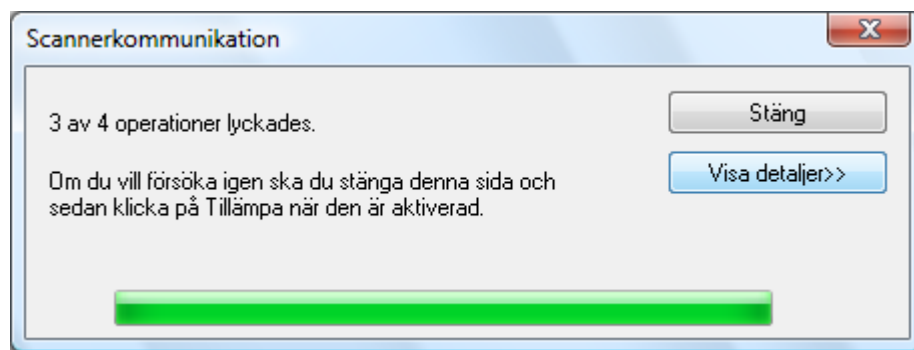 Scannerkommunikation
3 av 4 operationer lyckades.
Stäng
Om du vill försöka igen ska du stänga denna sida och
sedan klicka på Tillämpa när den är aktiverad.
Visa detaljer>>